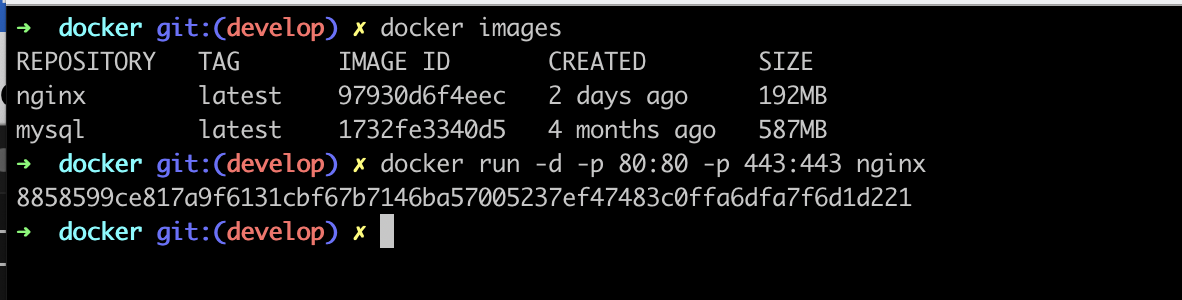 → docker git:(develop) ✗ docker images
REPOSITORY TAG IMAGE ID CREATED SIZE
nginx latest 97930d6f4eec 2 days ago 192MB
mysql latest 1732fe3340d5 4 months ago 587MB
→ docker git:(develop) ✗ docker run -d -p 80:80 -p 443:443 nginx
8858599ce817a9f6131cbf67b7146ba57005237ef47483c0ffa6dfa7f6d1d221
→ docker git:(develop) ✗